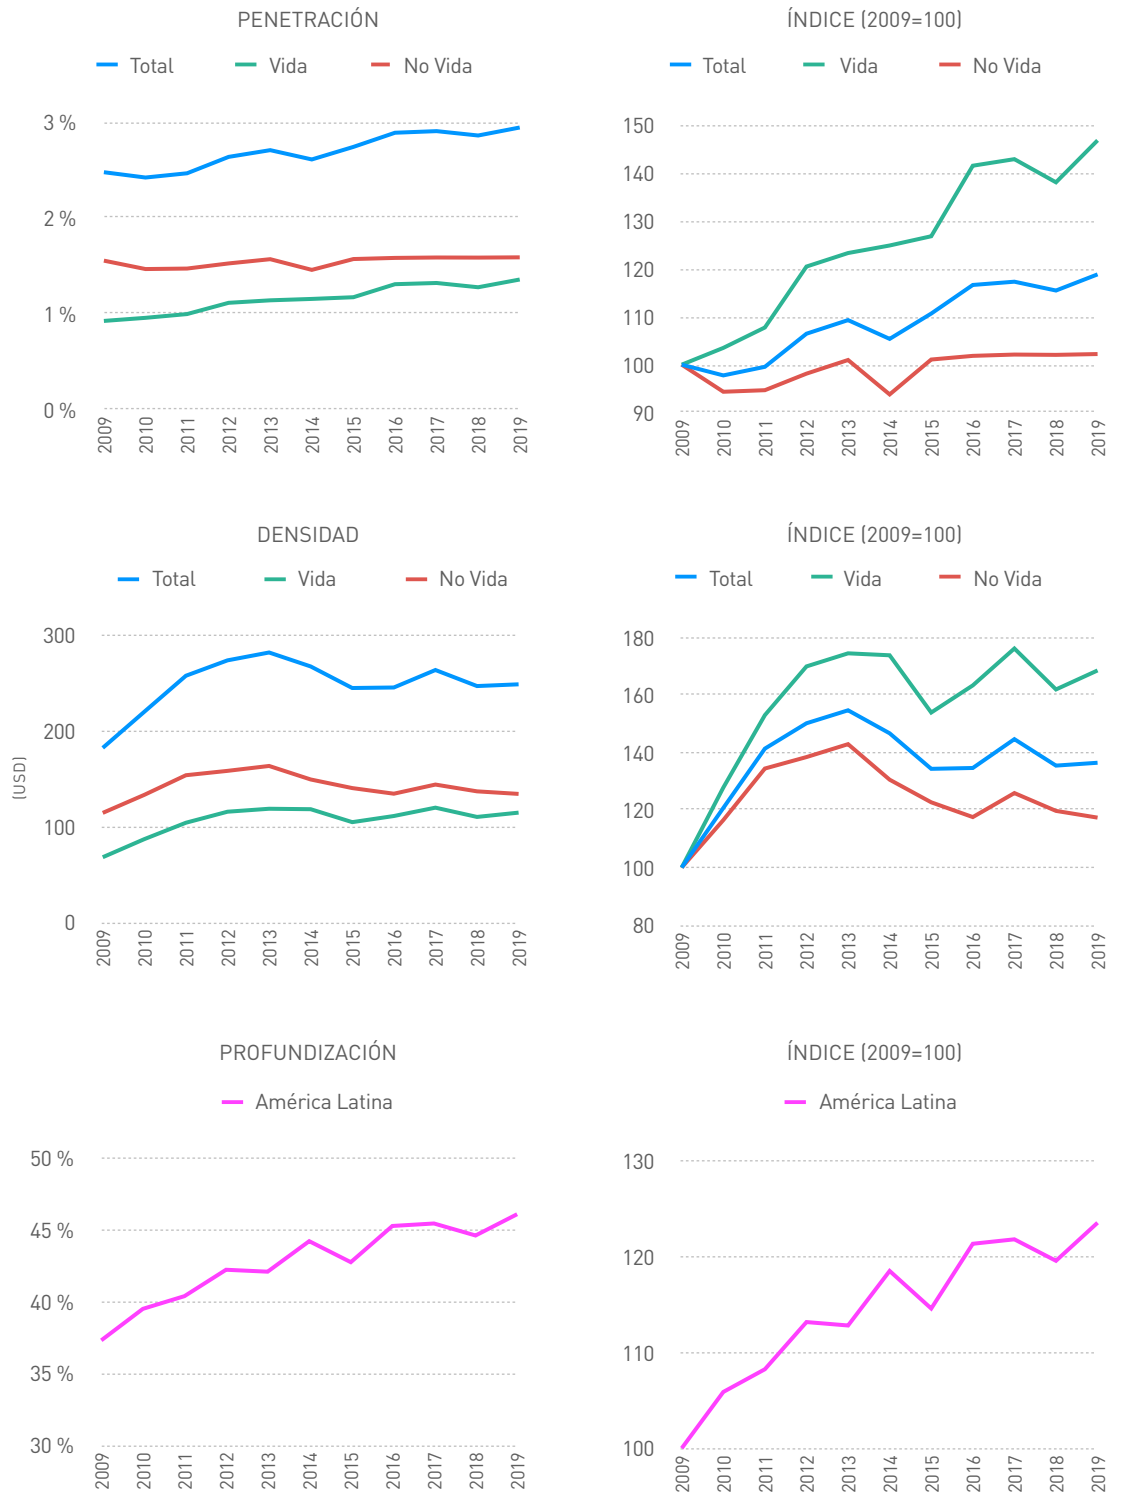 PENETRACIÓN
Total Vida No Vida
3 %
2 %
1 %
0 %
2009 2010 2011 2012 2013 2014 2015 2016 2017 2018 2019
ÍNDICE (2009=100)
Total Vida No Vida
150
140
130
120
110
100
90
2009 2010 2011 2012 2013 2014 2015 2016 2017 2018 2019
DENSIDAD
Total Vida No Vida
(USD)
300
200
100
0
2009 2010 2011 2012 2013 2014 2015 2016 2017 2018 2019
ÍNDICE (2009=100)
Total Vida No Vida
180
160
140
120
100
80
2009 2010 2011 2012 2013 2014 2015 2016 2017 2018 2019
PROFUNDIZACIÓN
América Latina
50 %
45 %
40 %
35 %
30 %
2009 2010 2011 2012 2013 2014 2015 2016 2017 2018 2019
ÍNDICE (2009=100)
América Latina
130
120
110
100
2009 2010 2011 2012 2013 2014 2015 2016 2017 2018 2019